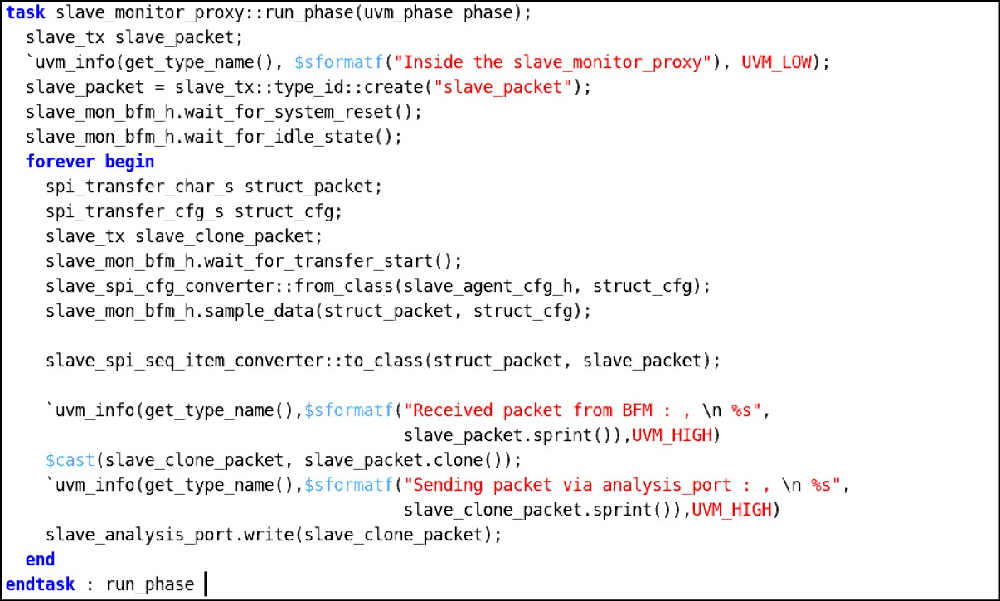 task slave_monitor_proxy::run_phase(uvm_phase phase);
  slave_tx slave_packet;
  `uvm_info(get_type_name(), $sformatf("Inside the slave_monitor_proxy"), UVM_LOW);
  slave_packet = slave_tx::type_id::create("slave_packet");
  slave_mon_bfm_h.wait_for_system_reset();
  slave_mon_bfm_h.wait_for_idle_state();
  forever begin
    spi_transfer_char_s struct_packet;
    spi_transfer_cfg_s struct_cfg;
    slave_tx slave_clone_packet;
    slave_mon_bfm_h.wait_for_transfer_start();
    slave_spi_cfg_converter::from_class(slave_agent_cfg_h, struct_cfg);
    slave_mon_bfm_h.sample_data(struct_packet, struct_cfg);

    slave_spi_seq_item_converter::to_class(struct_packet, slave_packet);

    `uvm_info(get_type_name(),$sformatf("Received packet from BFM : , \n %s",
                                        slave_packet.sprint()),UVM_HIGH)
    $cast(slave_clone_packet, slave_packet.clone());
    `uvm_info(get_type_name(),$sformatf("Sending packet via analysis_port : , \n %s",
                                        slave_clone_packet.sprint()),UVM_HIGH)
    slave_analysis_port.write(slave_clone_packet);
  end
endtask : run_phase